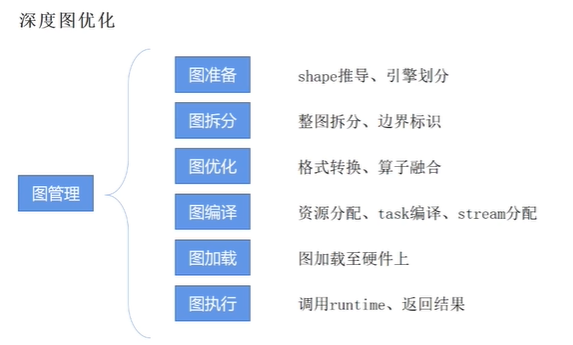 深度图优化
图准备 shape推导、引擎划分
图拆分 整图拆分、边界标识
图优化 格式转换、算子融合
图管理
图编译 资源分配、task编译、stream分配
图加载 图加载至硬件上
图执行 调用runtime、返回结果